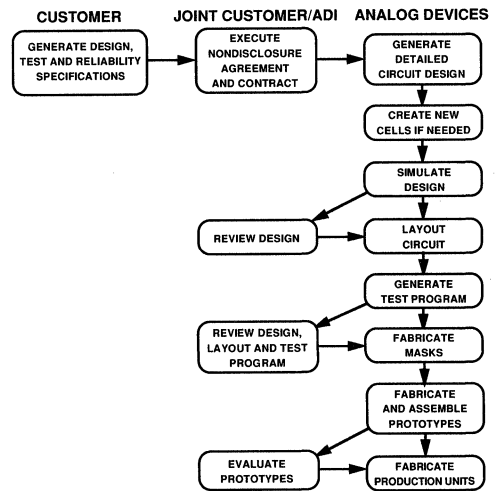 CUSTOMER
JOINT CUSTOMER/ADI
ANALOG DEVICES
GENERATE DESIGN,
TEST AND RELIABILITY
SPECIFICATIONS
EXECUTE
NONDISCLOSURE
AGREEMENT
AND CONTRACT
GENERATE
DETAILED
CIRCUIT DESIGN
CREATE NEW
CELLS IF NEEDED
SIMULATE
DESIGN
REVIEW DESIGN
LAYOUT
CIRCUIT
GENERATE
TEST PROGRAM
REVIEW DESIGN,
LAYOUT AND TEST
PROGRAM
FABRICATE
MASKS
FABRICATE
AND ASSEMBLE
PROTOTYPES
EVALUATE
PROTOTYPES
FABRICATE
PRODUCTION UNITS